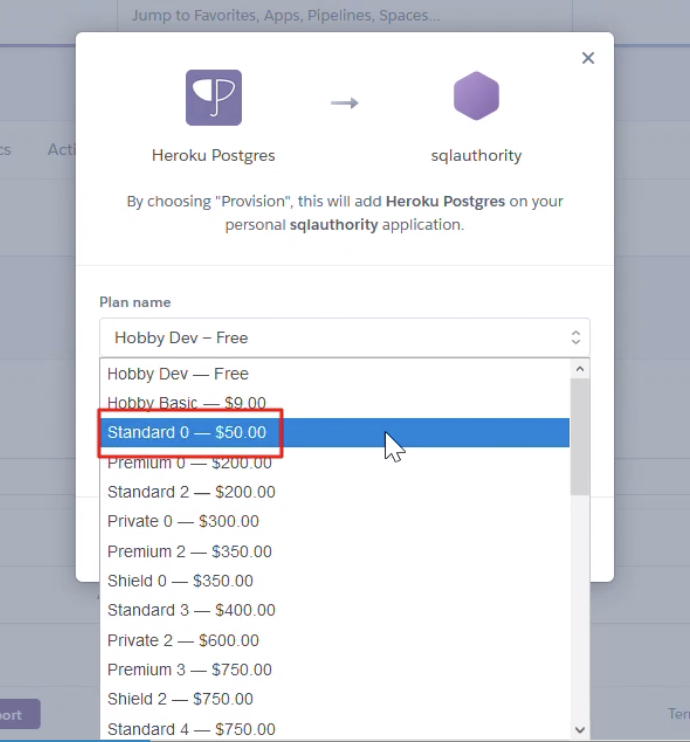 Jump to Favorites, Apps, Pipelines, Spaces...
Heroku Postgres
sqlauthority
By choosing "Provision", this will add Heroku Postgres on your
personal sqlauthority application.
Plan name
Hobby Dev – Free
Hobby Dev — Free
Hobby Basic — $9.00
Standard 0 — $50.00
Premium 0 — $200.00
Standard 2 — $200.00
Private 0 — $300.00
Premium 2 — $350.00
Shield 0 — $350.00
Standard 3 — $400.00
Private 2 — $600.00
Premium 3 — $750.00
Shield 2 — $750.00
Standard 4 — $750.00